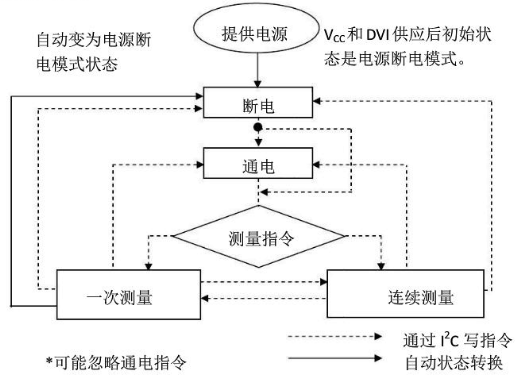 自动变为电源断
电模式状态
提供电源
VCC和DVI供应后初始状
态是电源断电模式。
断电
通电
测量指令
一次测量
连续测量
通过I²C写指令
*可能忽略通电指令
自动状态转换